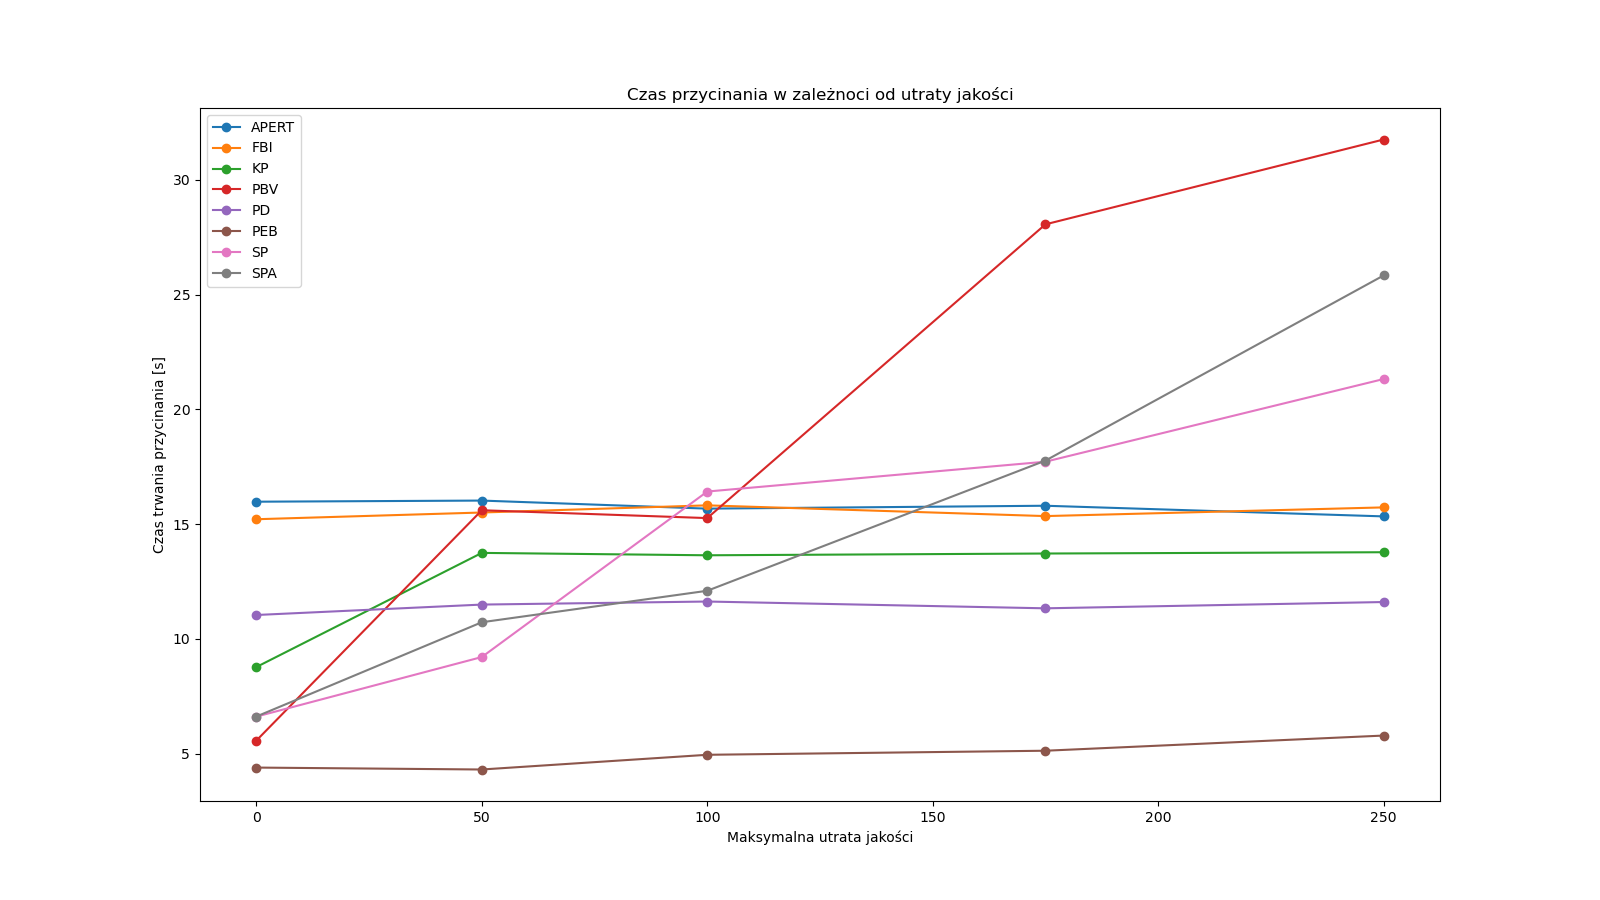 Czas przycinania w zależnoci od utraty jakości
APERT
FBI
KP
PBV
PD
PEB
SP
SPA
30
25
20
15
10
5
Czas trwania przycinania [s]
0 50 100 150 200 250
Maksymalna utrata jakości